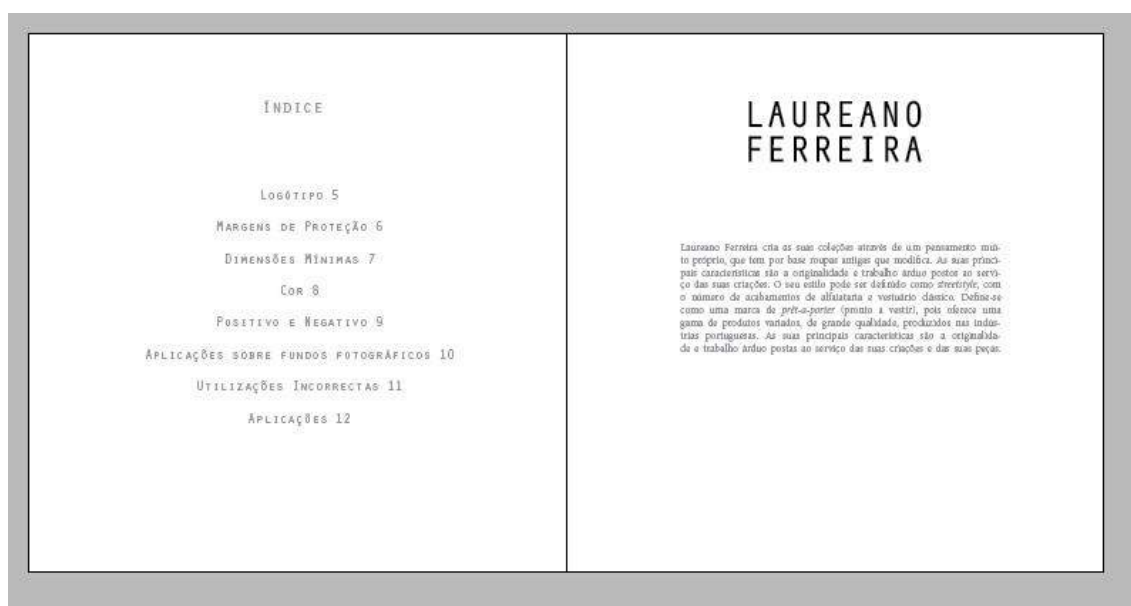 ÍNDICE
LOGÓTIPO 5
MARGENS DE PROTEÇÃO 6
DIMENSÕES MÍNIMAS 7
COR 8
POSITIVO E NEGATIVO 9
APLICAÇÕES SOBRE FUNDOS FOTOGRÁFICOS 10
UTILIZAÇÕES INCORRECTAS 11
APLICAÇÕES 12
LAUREANO
FERREIRA
Laureano Ferreira cria as suas coleções através de um pensamento mui-
to próprio, que tem por base roupas antigas que modifica. As suas princi-
pais características são a originalidade e trabalho árduo postos ao servi-
ço das suas criações. O seu estilo pode ser definido como streetstyle, com
o número de acabamentos de alfaiataria e vestuário clássico. Define-se
como uma marca de prêt-a-porter (pronto a vestir), pois oferece uma
gama de produtos variados, de grande qualidade, produzidos nas indús-
trias portuguesas. As suas principais características são a originalida-
de e trabalho árduo postas ao serviço das suas criações e das suas peças.